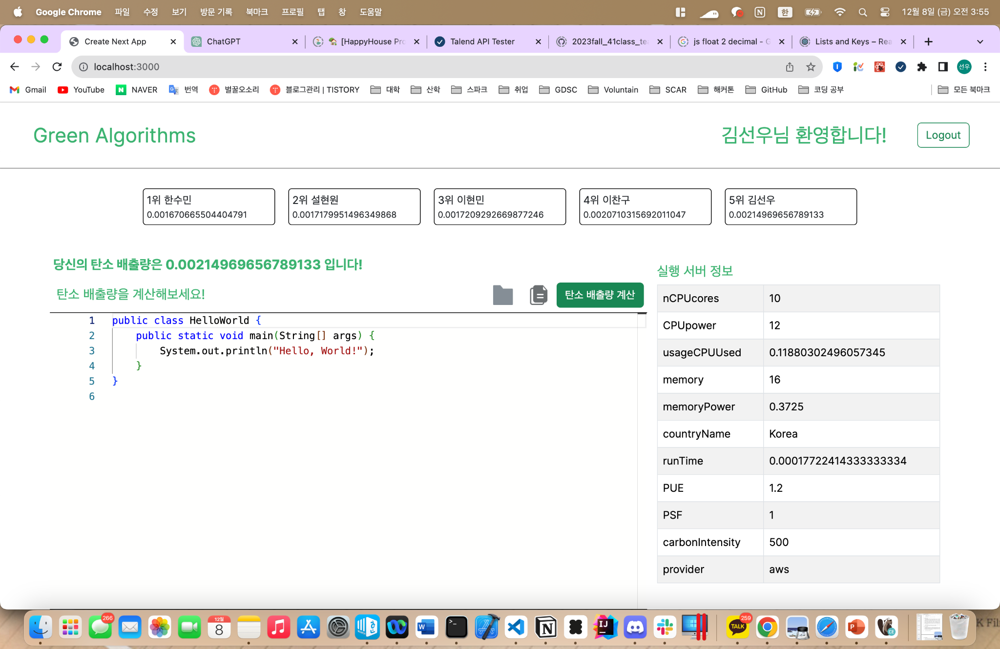 Google Chrome 파일 수정 보기 방문 기록 북마크 프로필 탭 창 도움말 한 12월 8일 (금) 오전 3:55
Create Next App ChatGPT [HappyHouse Pro Talend API Tester 2023fall_41class_te js float 2 decimal - G Lists and Keys – Rea
localhost:3000 선우
Gmail YouTube NAVER 번역 벌꿀오소리 블로그관리 | TISTORY 대학 산학 스파크 취업 GDSC Voluntain SCAR 해커톤 GitHub 코딩 공부 모든 북마크
Green Algorithms 김선우님 환영합니다! Logout
1위 한수민 2위 설현원 3위 이현민 4위 이찬구 5위 김선우
0.001670665504404791 0.0017179951496349868 0.0017209292669877246 0.0020710315692011047 0.00214969656789133
당신의 탄소 배출량은 0.00214969656789133 입니다!
탄소 배출량을 계산해보세요! 탄소 배출량 계산
1 public class HelloWorld {
2 public static void main(String[] args) {
3 System.out.println("Hello, World!");
4 }
5 }
6
실행 서버 정보
nCPUcores 10
CPUpower 12
usageCPUUsed 0.11880302496057345
memory 16
memoryPower 0.3725
countryName Korea
runTime 0.00017722414333333334
PUE 1.2
PSF 1
carbonIntensity 500
provider aws
266 12월 8 259 TALK
K Fil